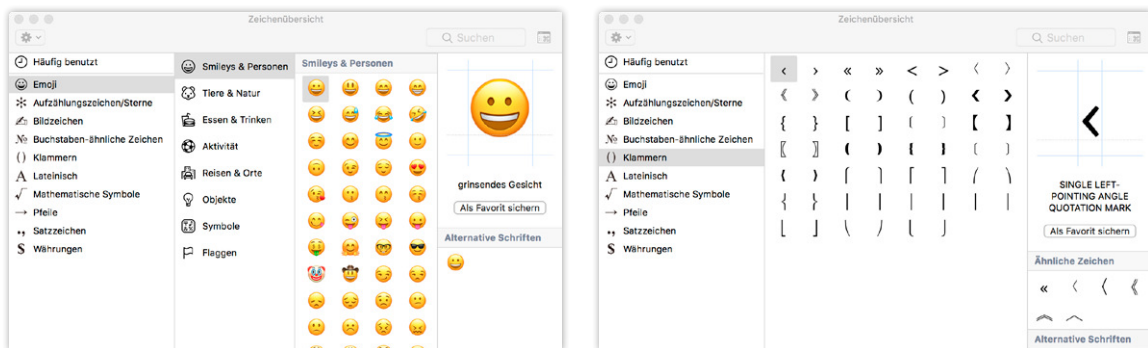 Zeichenübersicht
Suchen
Häufig benutzt
Emoji
Aufzählungszeichen/Sterne
Bildzeichen
Buchstaben-ähnliche Zeichen
Klammern
Lateinisch
Mathematische Symbole
Pfeile
Satzzeichen
Währungen
Smileys & Personen
Tiere & Natur
Essen & Trinken
Aktivität
Reisen & Orte
Objekte
Symbole
Flaggen
Smileys & Personen
grinsendes Gesicht
Als Favorit sichern
Alternative Schriften
Zeichenübersicht
Suchen
Häufig benutzt
Emoji
Aufzählungszeichen/Sterne
Bildzeichen
Buchstaben-ähnliche Zeichen
Klammern
Lateinisch
Mathematische Symbole
Pfeile
Satzzeichen
Währungen
SINGLE LEFT-
POINTING ANGLE
QUOTATION MARK
Als Favorit sichern
Ähnliche Zeichen
Alternative Schriften